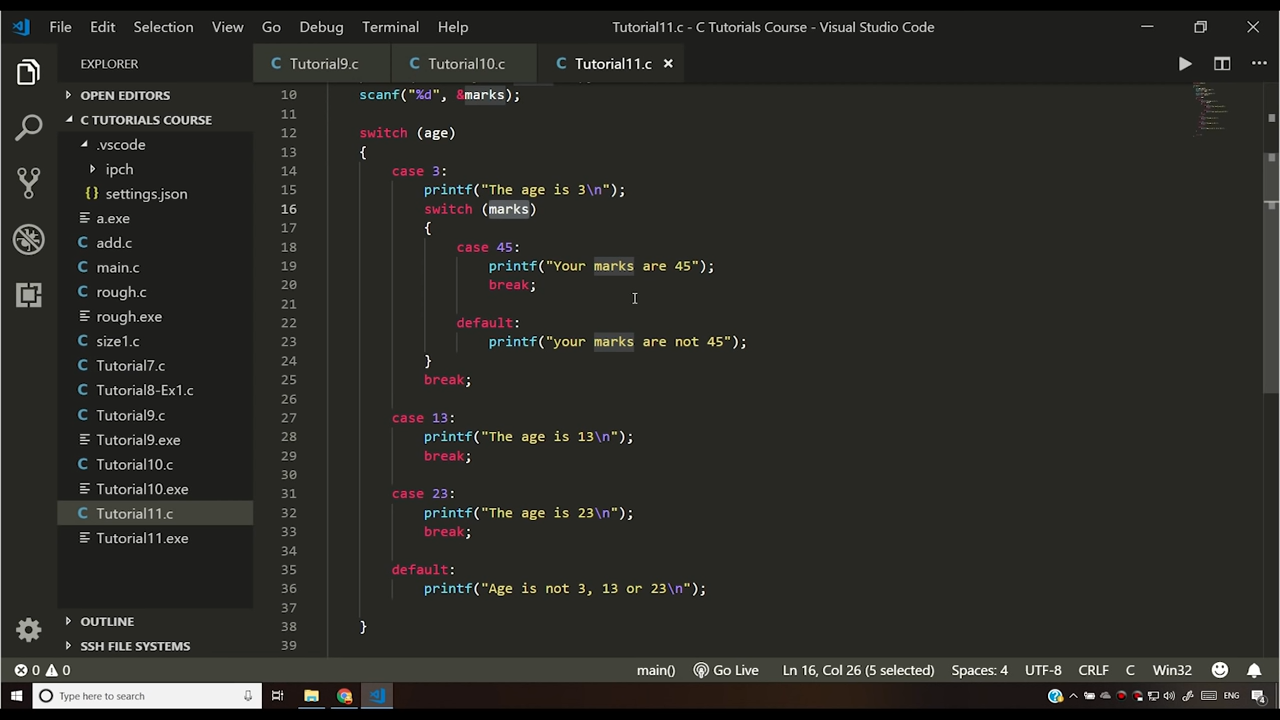 File Edit Selection View Go Debug Terminal Help Tutorial11.c - C Tutorials Course - Visual Studio Code
EXPLORER
C Tutorial9.c C Tutorial10.c C Tutorial11.c ×
OPEN EDITORS
C TUTORIALS COURSE
.vscode
ipch
{} settings.json
a.exe
C add.c
C main.c
C rough.c
rough.exe
C size1.c
C Tutorial7.c
C Tutorial8-Ex1.c
C Tutorial9.c
Tutorial9.exe
C Tutorial10.c
Tutorial10.exe
C Tutorial11.c
Tutorial11.exe
OUTLINE
SSH FILE SYSTEMS
10 scanf("%d", &marks);
11
12 switch (age)
13 {
14 case 3:
15 printf("The age is 3\n");
16 switch (marks)
17 {
18 case 45:
19 printf("Your marks are 45");
20 break;
21
22 default:
23 printf("your marks are not 45");
24 }
25 break;
26
27 case 13:
28 printf("The age is 13\n");
29 break;
30
31 case 23:
32 printf("The age is 23\n");
33 break;
34
35 default:
36 printf("Age is not 3, 13 or 23\n");
37
38 }
39
0 0 main() Go Live Ln 16, Col 26 (5 selected) Spaces: 4 UTF-8 CRLF C Win32
Type here to search ENG